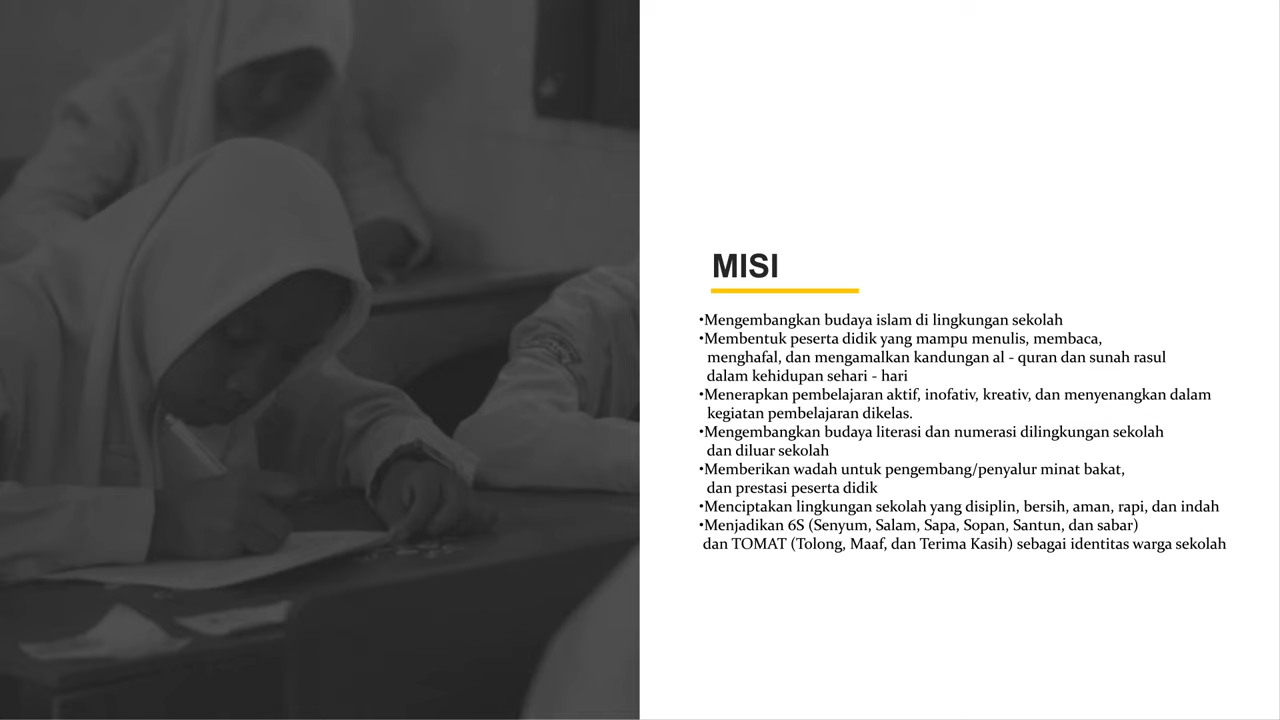 MISI
•Mengembangkan budaya islam di lingkungan sekolah
•Membentuk peserta didik yang mampu menulis, membaca,
menghafal, dan mengamalkan kandungan al - quran dan sunah rasul
dalam kehidupan sehari - hari
•Menerapkan pembelajaran aktif, inofativ, kreativ, dan menyenangkan dalam
kegiatan pembelajaran dikelas.
•Mengembangkan budaya literasi dan numerasi dilingkungan sekolah
dan diluar sekolah
•Memberikan wadah untuk pengembang/penyalur minat bakat,
dan prestasi peserta didik
•Menciptakan lingkungan sekolah yang disiplin, bersih, aman, rapi, dan indah
•Menjadikan 6S (Senyum, Salam, Sapa, Sopan, Santun, dan sabar)
dan TOMAT (Tolong, Maaf, dan Terima Kasih) sebagai identitas warga sekolah